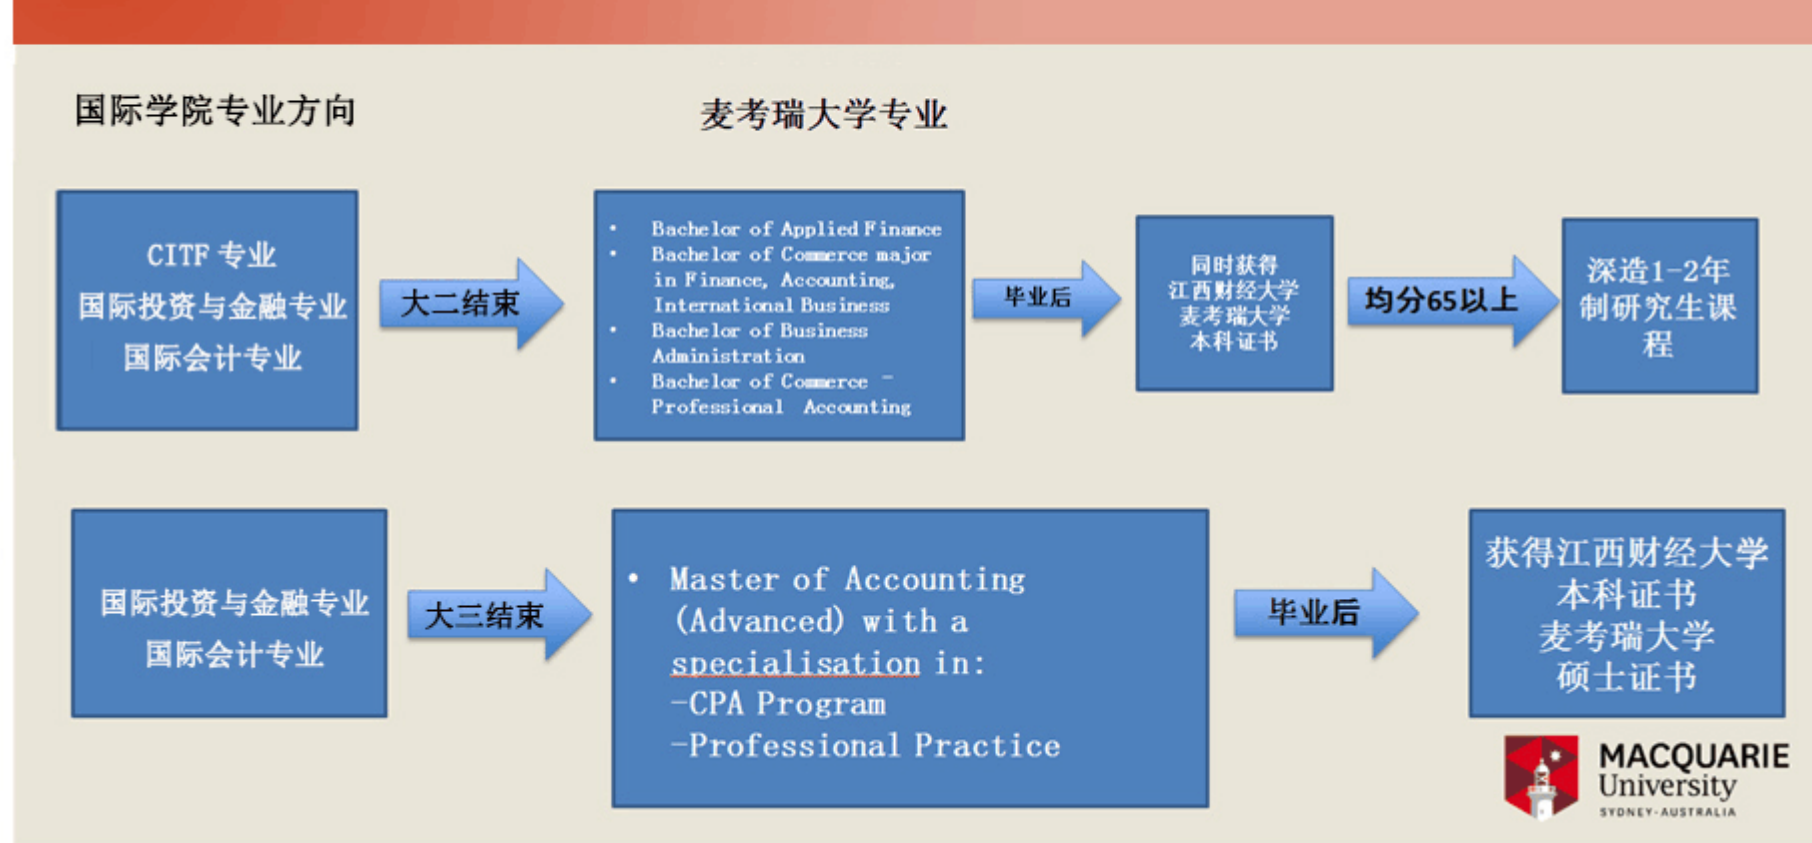 国际学院专业方向
麦考瑞大学专业
CITF 专业
国际投资与金融专业
国际会计专业
大二结束
• Bachelor of Applied Finance
• Bachelor of Commerce major
in Finance, Accounting,
International Business
• Bachelor of Business
Administration
• Bachelor of Commerce –
Professional Accounting
毕业后
同时获得
江西财经大学
麦考瑞大学
本科证书
均分65以上
深造1-2年
制研究生课
程
国际投资与金融专业
国际会计专业
大三结束
• Master of Accounting
(Advanced) with a
specialisation in:
-CPA Program
-Professional Practice
毕业后
获得江西财经大学
本科证书
麦考瑞大学
硕士证书
MACQUARIE
University
SYDNEY·AUSTRALIA